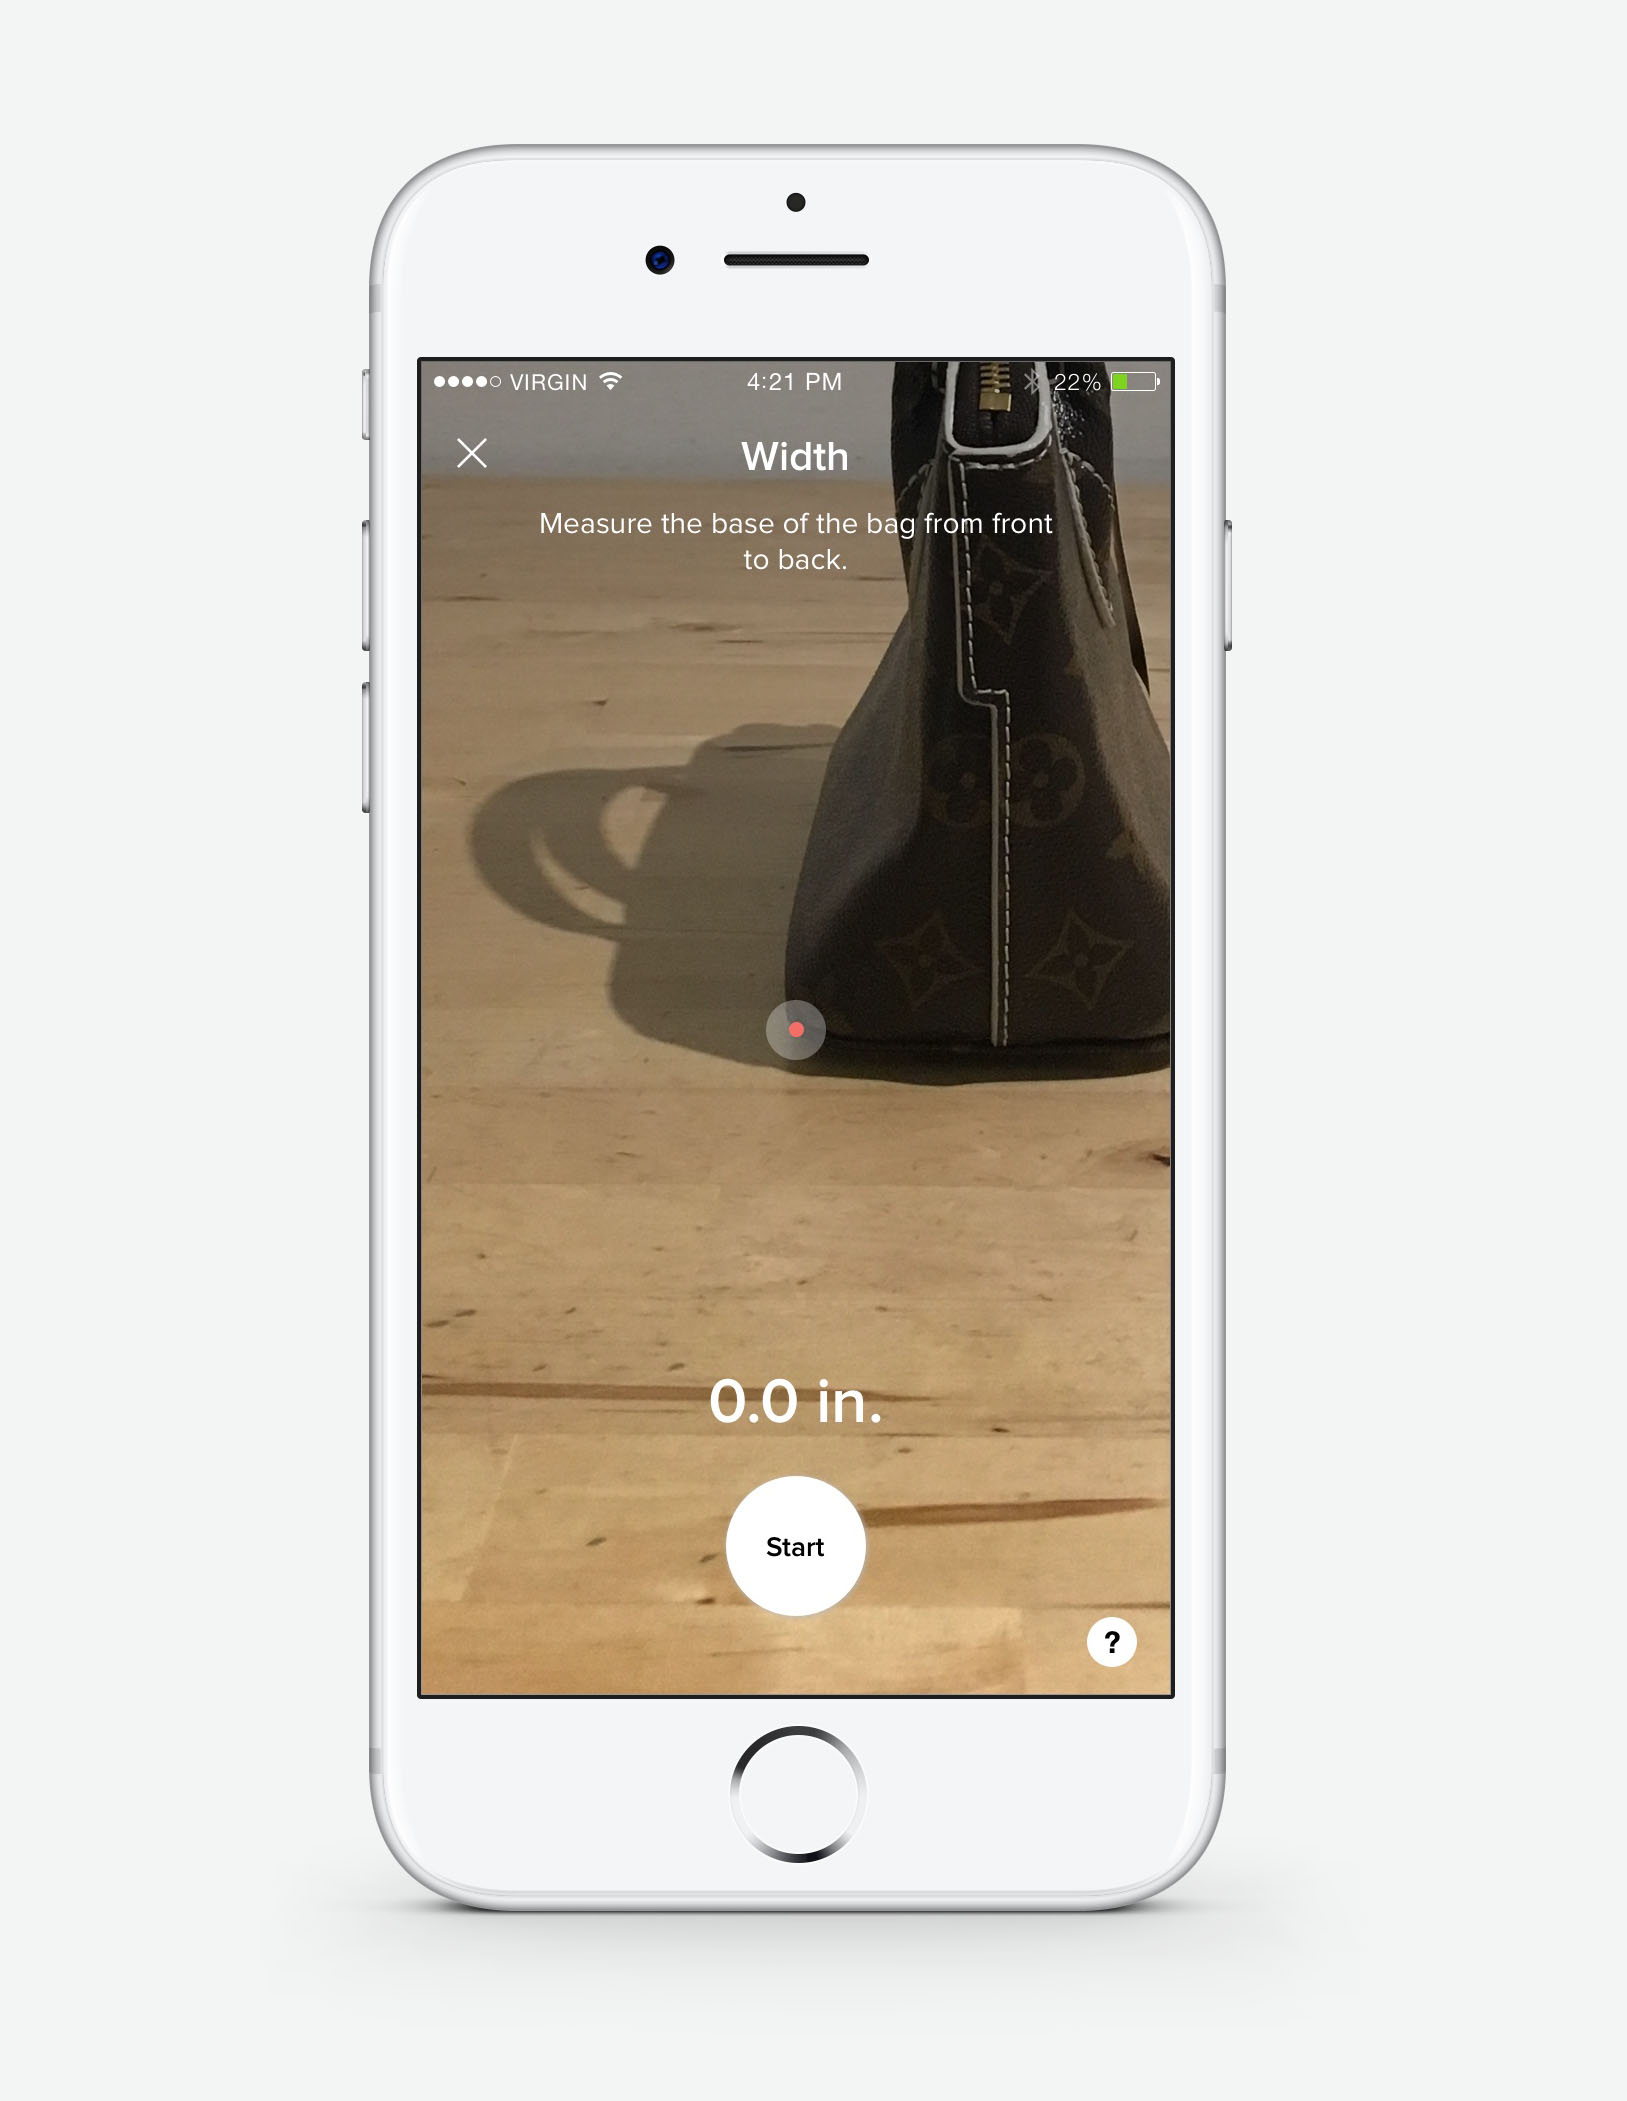 VIRGIN 4:21 PM 22%
Width
Measure the base of the bag from front
to back.
0.0 in.
Start
?